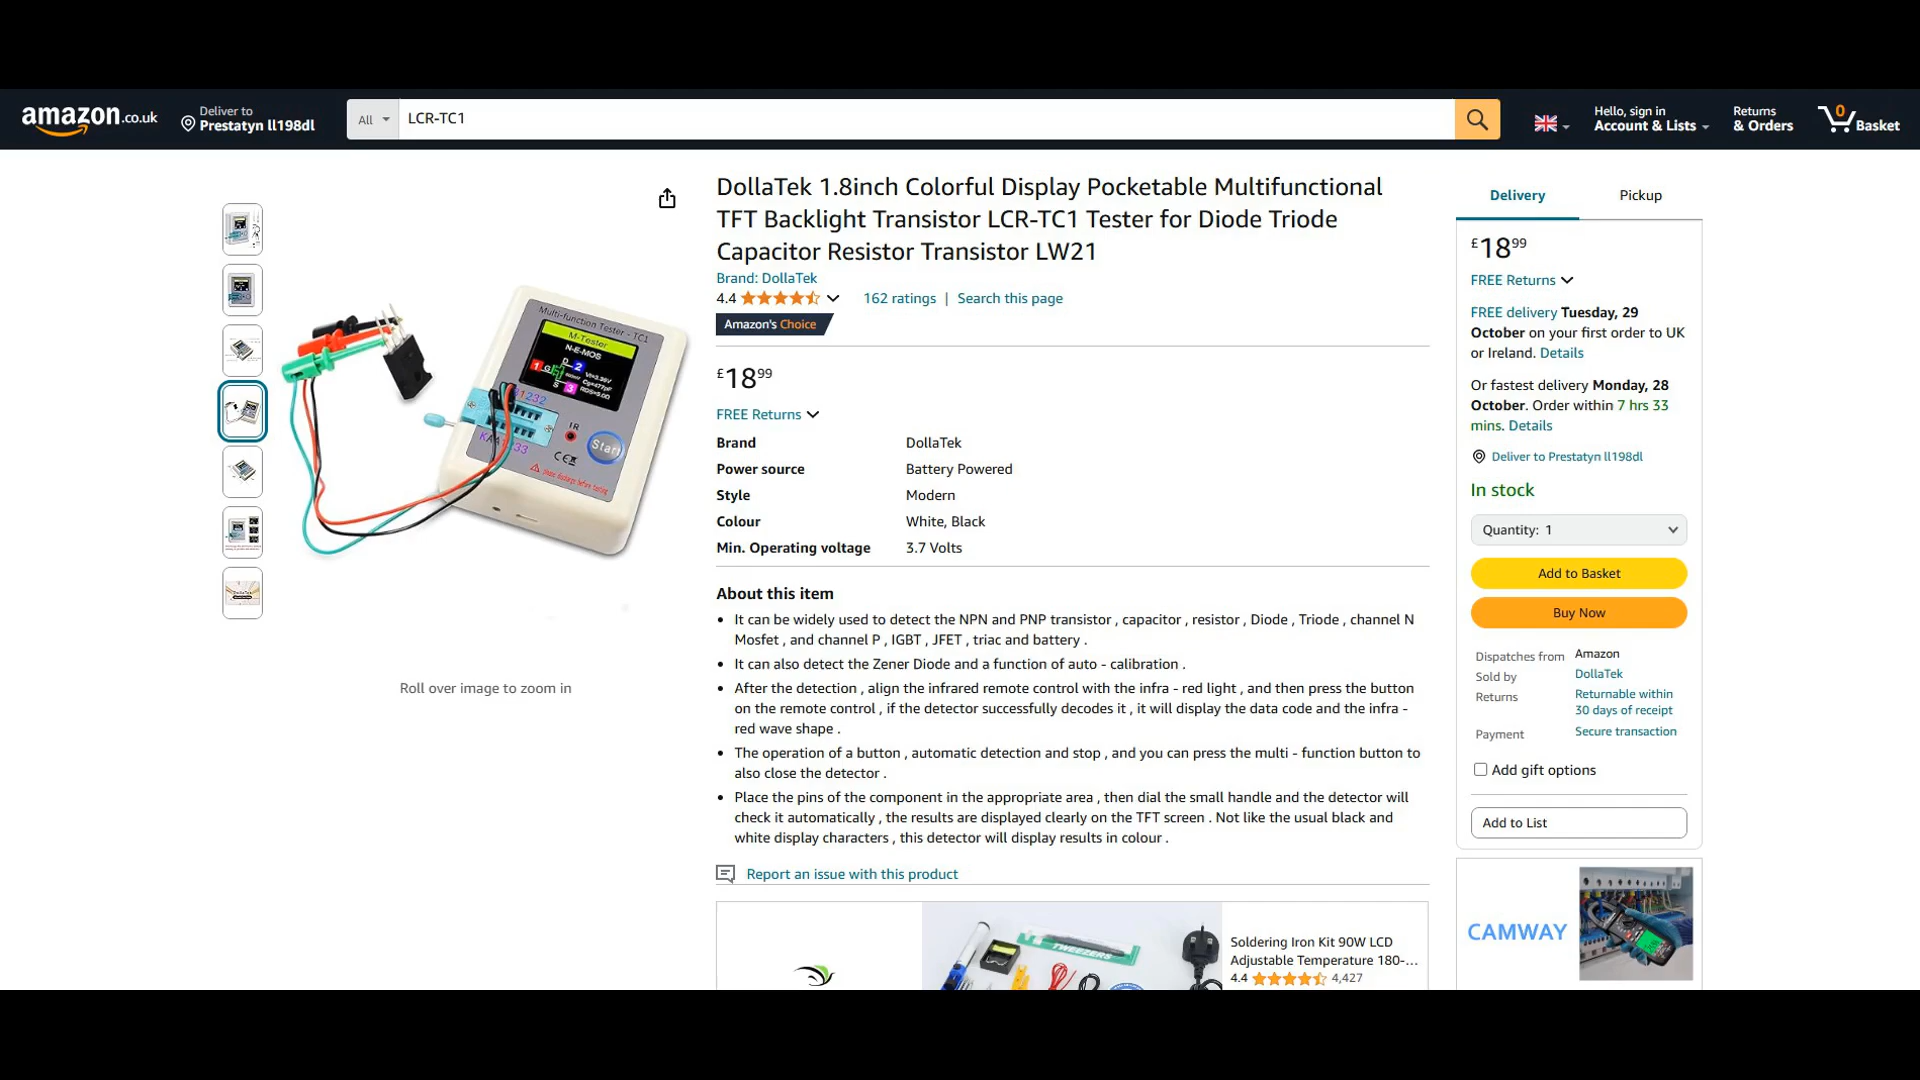 amazon.co.uk
Deliver to
Prestatyn ll198dl
All
LCR-TC1
Hello, sign in
Account & Lists
Returns
& Orders
0
Basket
DollaTek 1.8inch Colorful Display Pocketable Multifunctional
TFT Backlight Transistor LCR-TC1 Tester for Diode Triode
Capacitor Resistor Transistor LW21
Brand: DollaTek
4.4
162 ratings | Search this page
Amazon's Choice
£18 99
FREE Returns
Brand DollaTek
Power source Battery Powered
Style Modern
Colour White, Black
Min. Operating voltage 3.7 Volts
About this item
• It can be widely used to detect the NPN and PNP transistor , capacitor , resistor , Diode , Triode , channel N
Mosfet , and channel P , IGBT , JFET , triac and battery .
• It can also detect the Zener Diode and a function of auto - calibration .
• After the detection , align the infrared remote control with the infra - red light , and then press the button
on the remote control , if the detector successfully decodes it , it will display the data code and the infra -
red wave shape .
• The operation of a button , automatic detection and stop , and you can press the multi - function button to
also close the detector .
• Place the pins of the component in the appropriate area , then dial the small handle and the detector will
check it automatically , the results are displayed clearly on the TFT screen . Not like the usual black and
white display characters , this detector will display results in colour .
Report an issue with this product
Multi-function Tester - TC1
M-Tester
N-E-MOS
1
G
D
2
S
3
IR
Start
CE
please discharge before testing
Roll over image to zoom in
Delivery
Pickup
£18 99
FREE Returns
FREE delivery Tuesday, 29
October on your first order to UK
or Ireland. Details
Or fastest delivery Monday, 28
October. Order within 7 hrs 33
mins. Details
Deliver to Prestatyn ll198dl
In stock
Quantity: 1
Add to Basket
Buy Now
Dispatches from Amazon
Sold by DollaTek
Returns Returnable within
30 days of receipt
Payment Secure transaction
Add gift options
Add to List
CAMWAY
TWEEZERS
Soldering Iron Kit 90W LCD
Adjustable Temperature 180-...
4.4
4,427